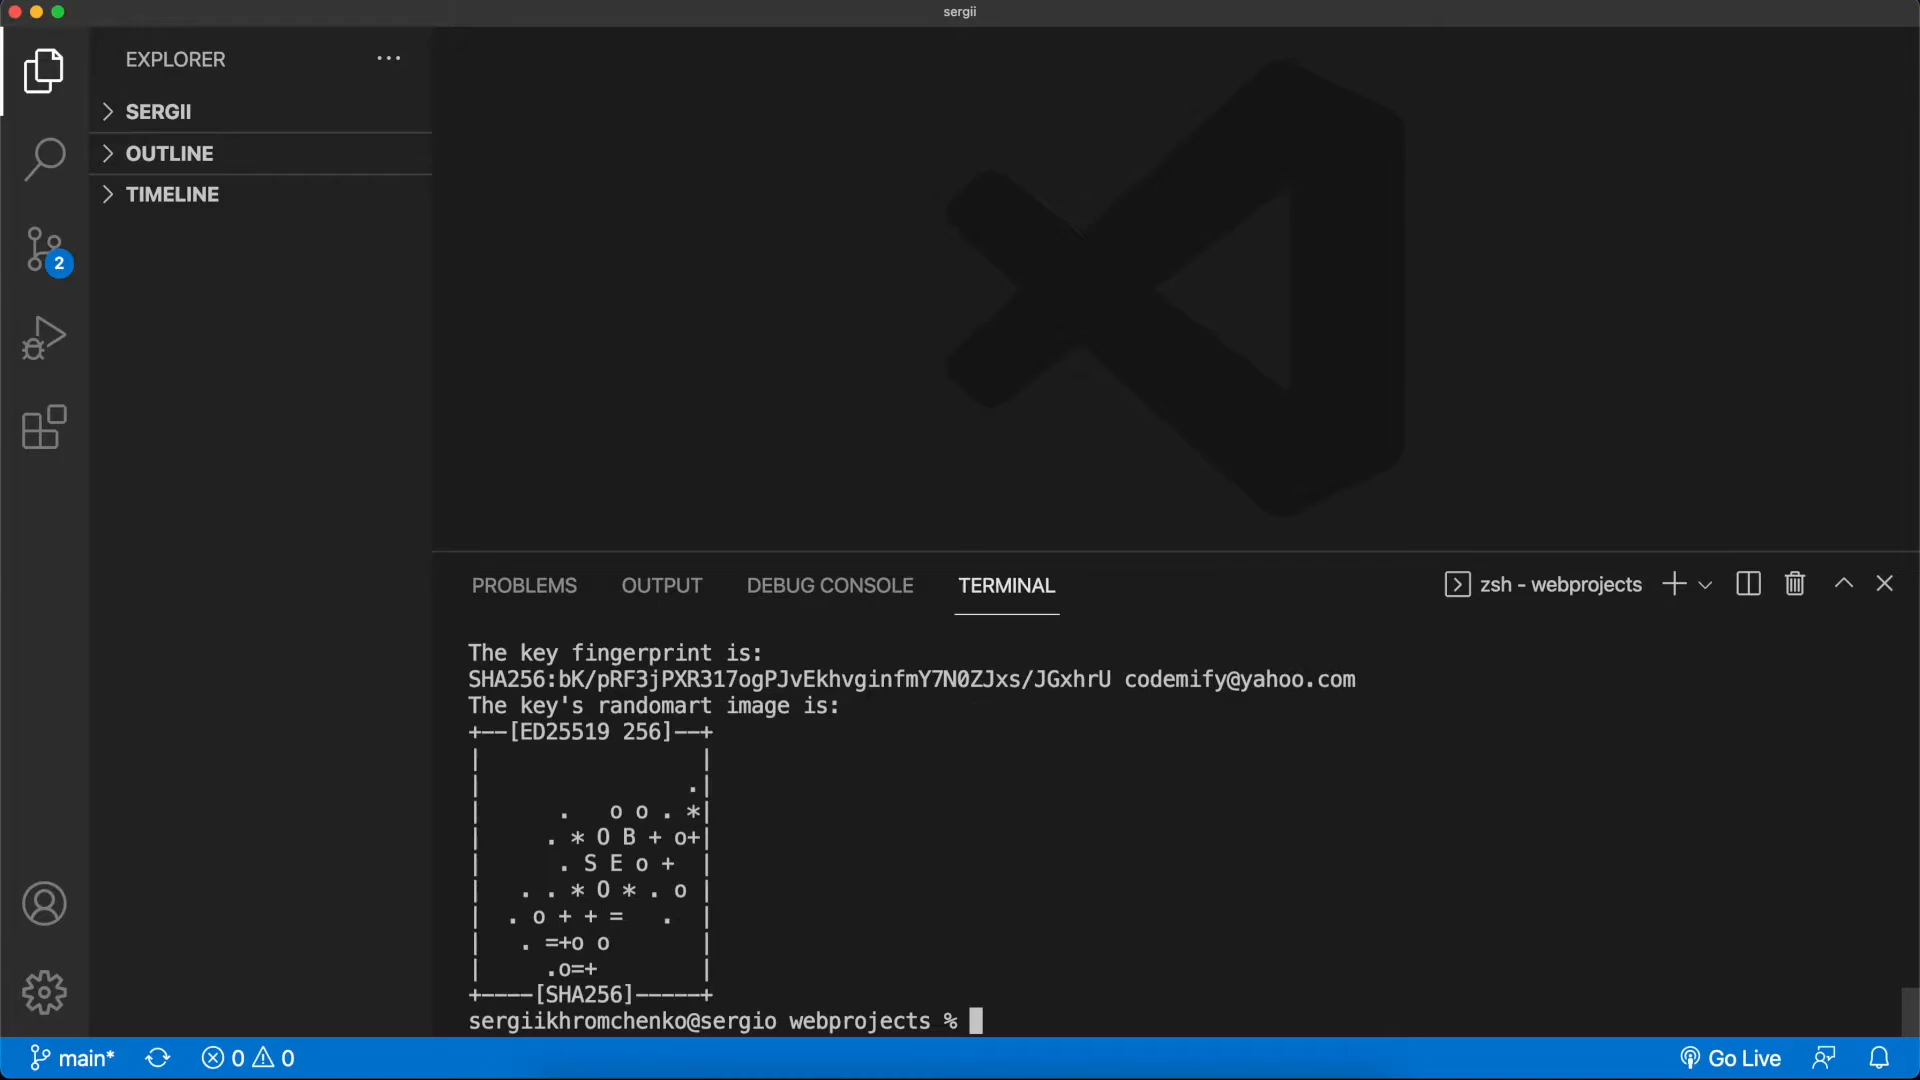 sergii
EXPLORER
SERGII
OUTLINE
TIMELINE
2
PROBLEMS OUTPUT DEBUG CONSOLE TERMINAL zsh - webprojects
The key fingerprint is:
SHA256:bK/pRF3jPXR317ogPJvEkhvginfmY7N0ZJxs/JGxhrU codemify@yahoo.com
The key's randomart image is:
+--[ED25519 256]--+
|                 |
|                .|
|      .   o o . *|
|     . * O B + o+|
|      . S E o +  |
|   . . * O * . o |
|  . o + + =   .  |
|   . =+o o       |
|     .o=+        |
+----[SHA256]-----+
sergiikhromchenko@sergio webprojects %
main* 0 0 Go Live